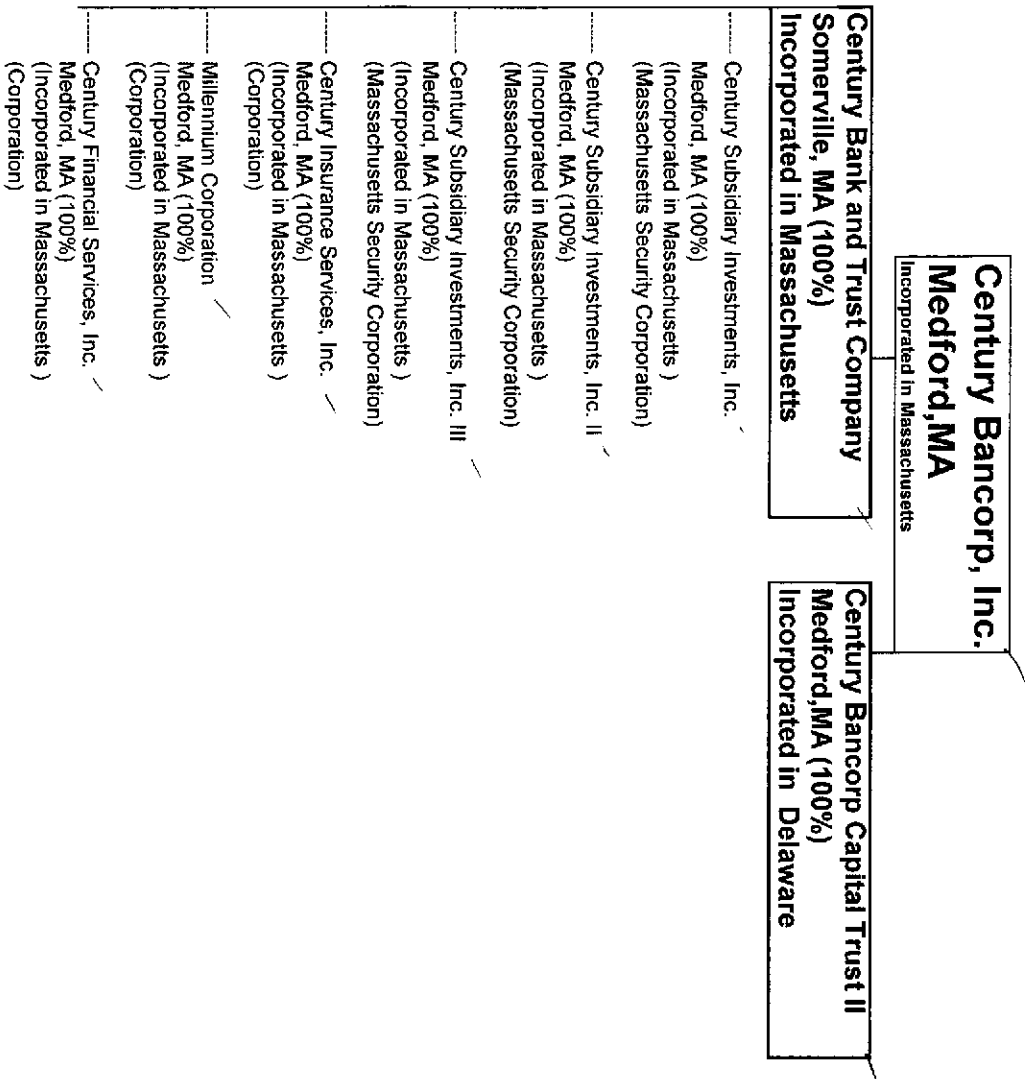 Century Bancorp, Inc.
Medford,MA
Incorporated in Massachusetts
Century Bank and Trust Company
Somerville, MA (100%)
Incorporated in Massachusetts
Century Bancorp Capital Trust II
Medford,MA (100%)
Incorporated in Delaware
Century Subsidiary Investments, Inc.
Medford, MA (100%)
(Incorporated in Massachusetts )
(Massachusetts Security Corporation)
Century Subsidiary Investments, Inc. II
Medford, MA (100%)
(Incorporated in Massachusetts )
(Massachusetts Security Corporation)
Century Subsidiary Investments, Inc. III
Medford, MA (100%)
(Incorporated in Massachusetts )
(Massachusetts Security Corporation)
Century Insurance Services, Inc.
Medford, MA (100%)
(Incorporated in Massachusetts )
(Corporation)
Millennium Corporation
Medford, MA (100%)
(Incorporated in Massachusetts )
(Corporation)
Century Financial Services, Inc.
Medford, MA (100%)
(Incorporated in Massachusetts )
(Corporation)